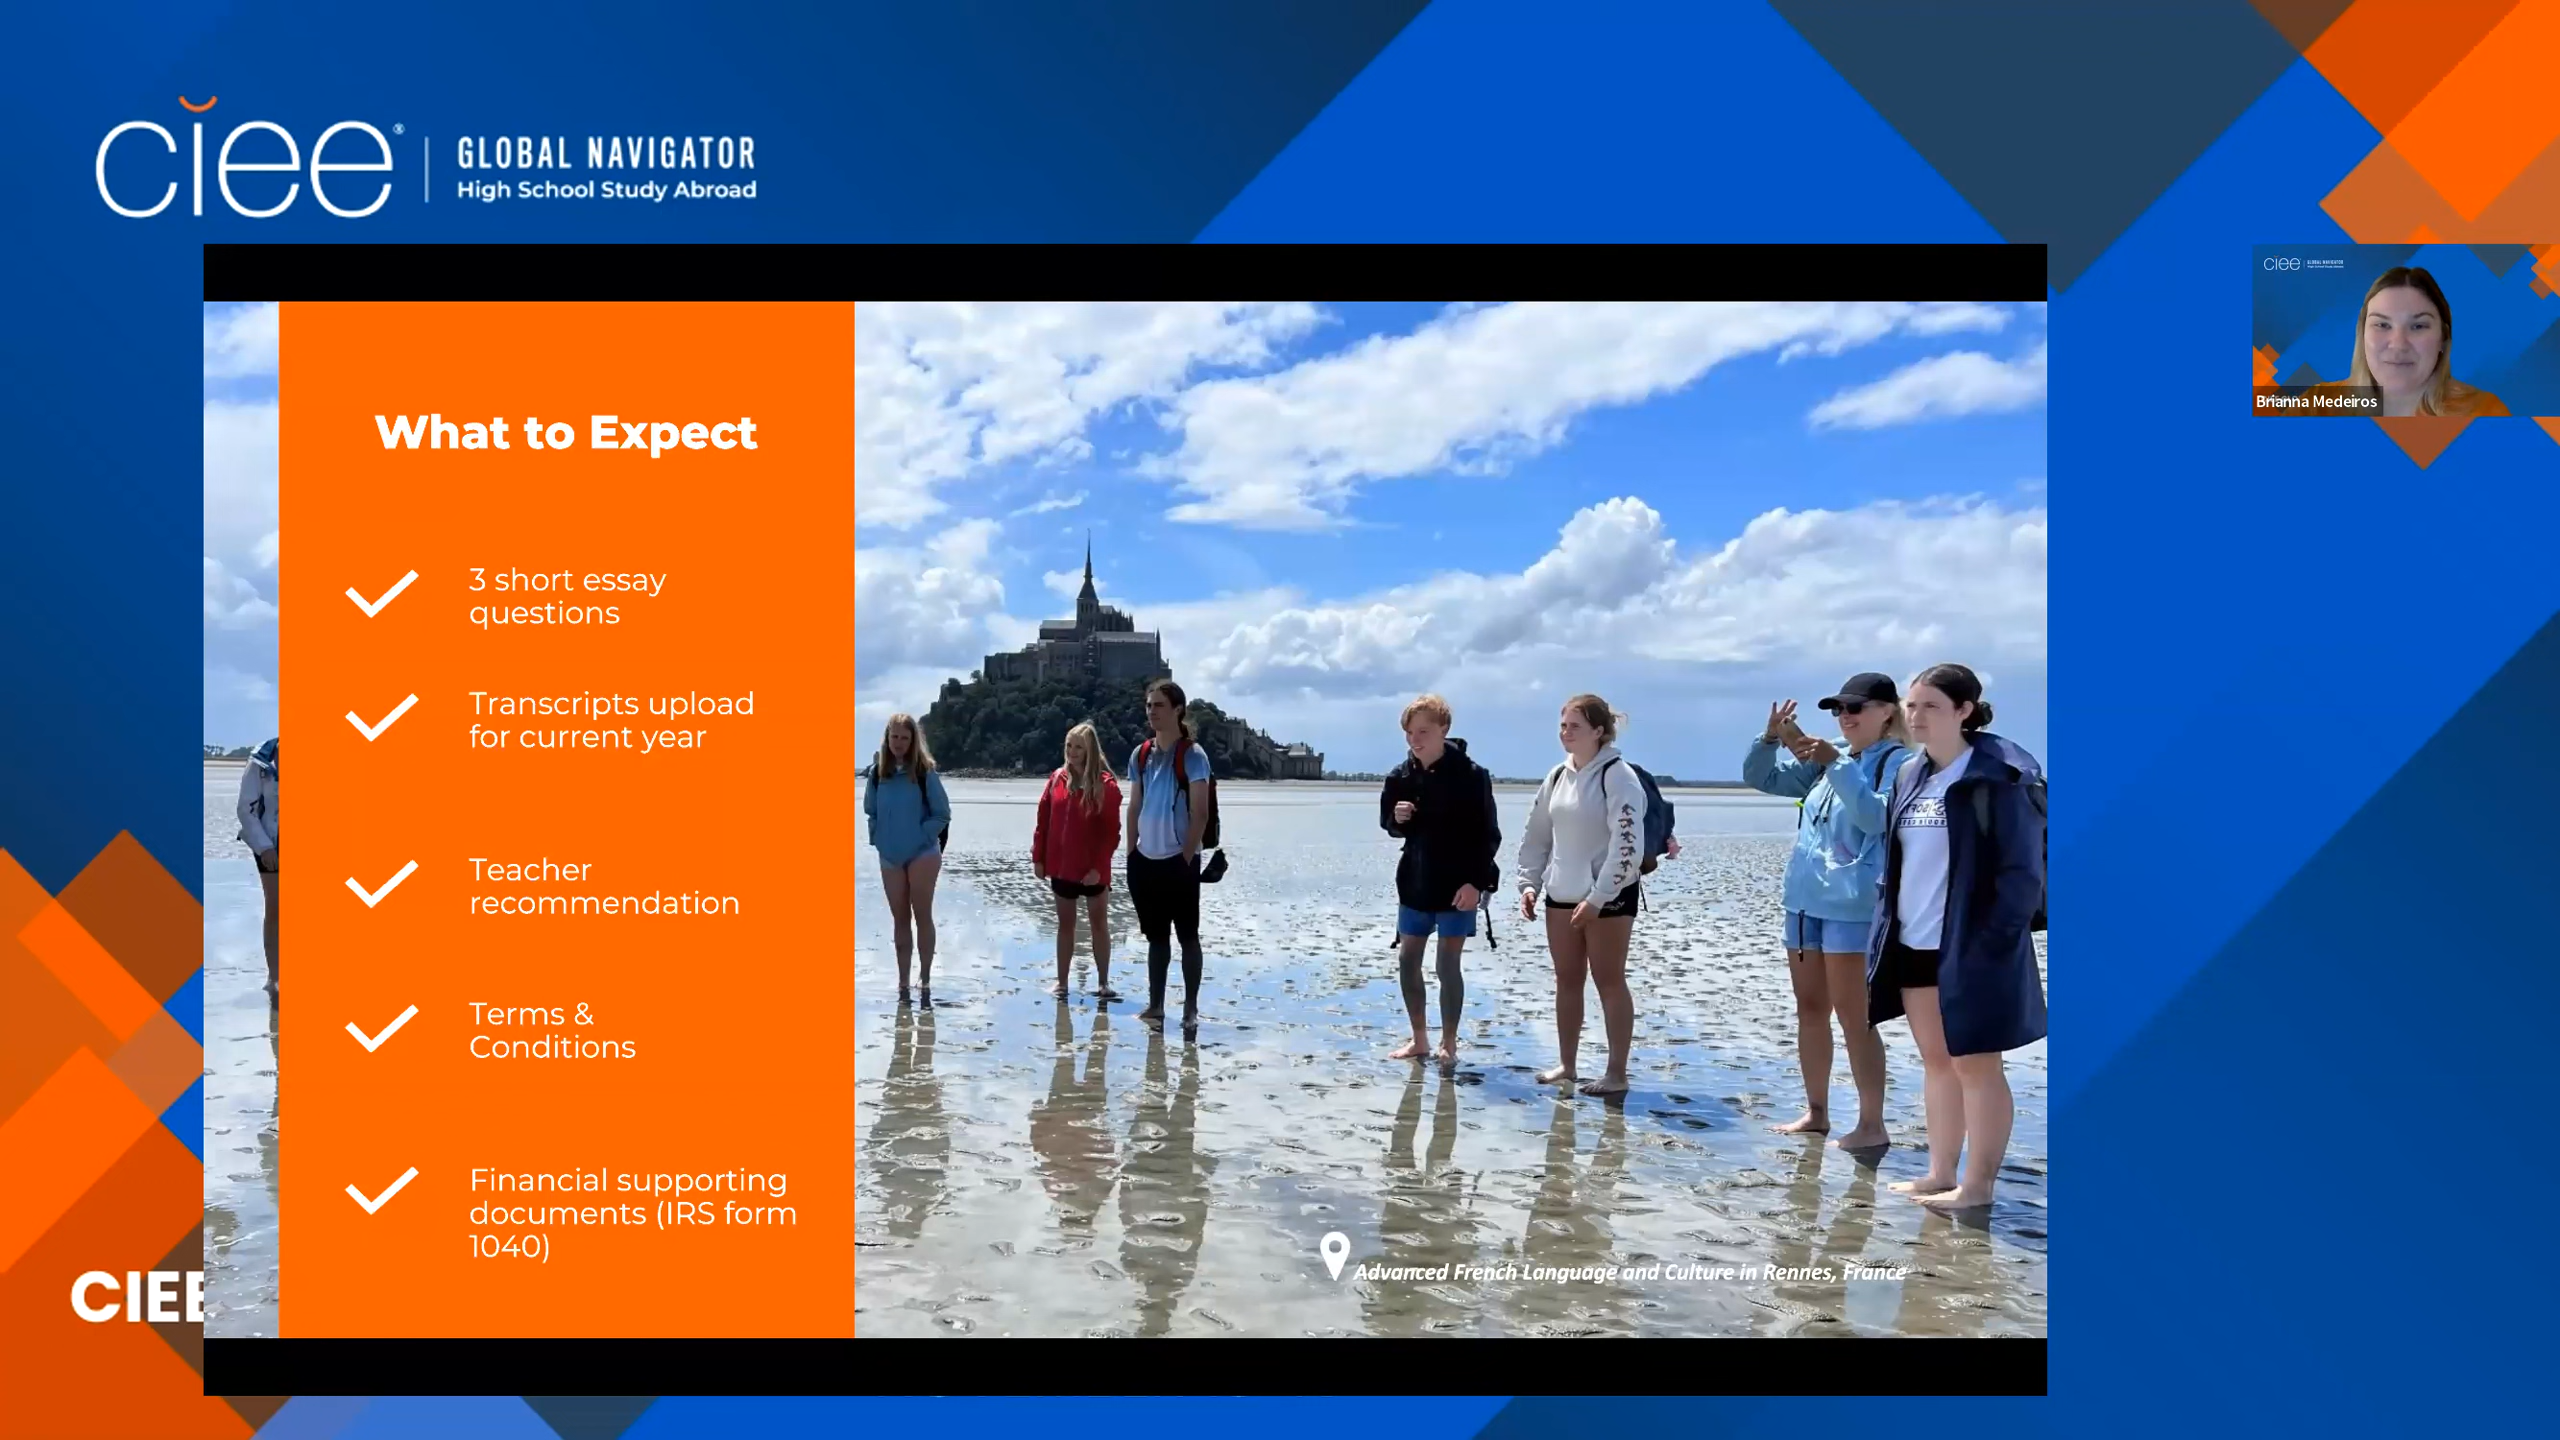 ciee®
GLOBAL NAVIGATOR
High School Study Abroad
ciee
Brianna Medeiros
What to Expect
3 short essay
questions
Transcripts upload
for current year
Teacher
recommendation
Terms &
Conditions
Financial supporting
documents (IRS form
1040)
Advanced French Language and Culture in Rennes, France
CIEE